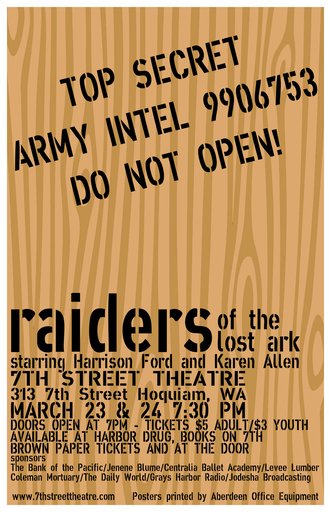 TOP SECRET
ARMY INTEL 9906753
DO NOT OPEN!
raiders of the
lost ark
starring Harrison Ford and Karen Allen
7TH STREET THEATRE
313 7th Street Hoquiam, WA
MARCH 23 & 24 7:30 PM
DOORS OPEN AT 7PM - TICKETS $5 ADULT/$3 YOUTH
AVAILABLE AT HARBOR DRUG, BOOKS ON 7TH
BROWN PAPER TICKETS AND AT THE DOOR
sponsors
The Bank of the Pacific/Jenene Blume/Centralia Ballet Academy/Levee Lumber
Coleman Mortuary/The Daily World/Grays Harbor Radio/Jodesha Broadcasting
www.7thstreettheatre.com Posters printed by Aberdeen Office Equipment